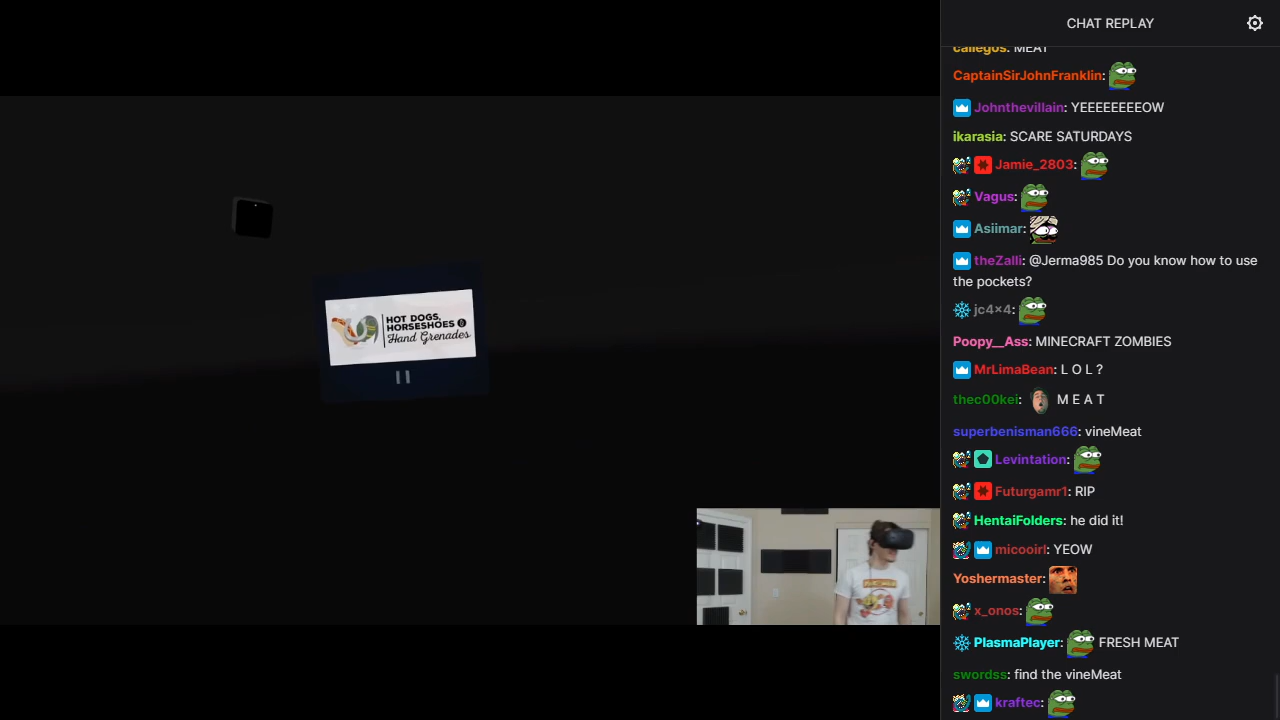 HOT DOGS,
HORSESHOES &
Hand Grenades
CHAT REPLAY
callegos: MEAT
CaptainSirJohnFranklin:
Johnthevillain: YEEEEEEEEOW
ikarasia: SCARE SATURDAYS
Jamie_2803:
Vagus:
Asiimar:
theZalli: @Jerma985 Do you know how to use
the pockets?
jc4x4:
Poopy__Ass: MINECRAFT ZOMBIES
MrLimaBean: L O L ?
thec00kei: M E A T
superbenisman666: vineMeat
Levintation:
Futurgamr1: RIP
HentaiFolders: he did it!
micooirl: YEOW
Yoshermaster:
x_onos:
PlasmaPlayer: FRESH MEAT
swordss: find the vineMeat
kraftec: